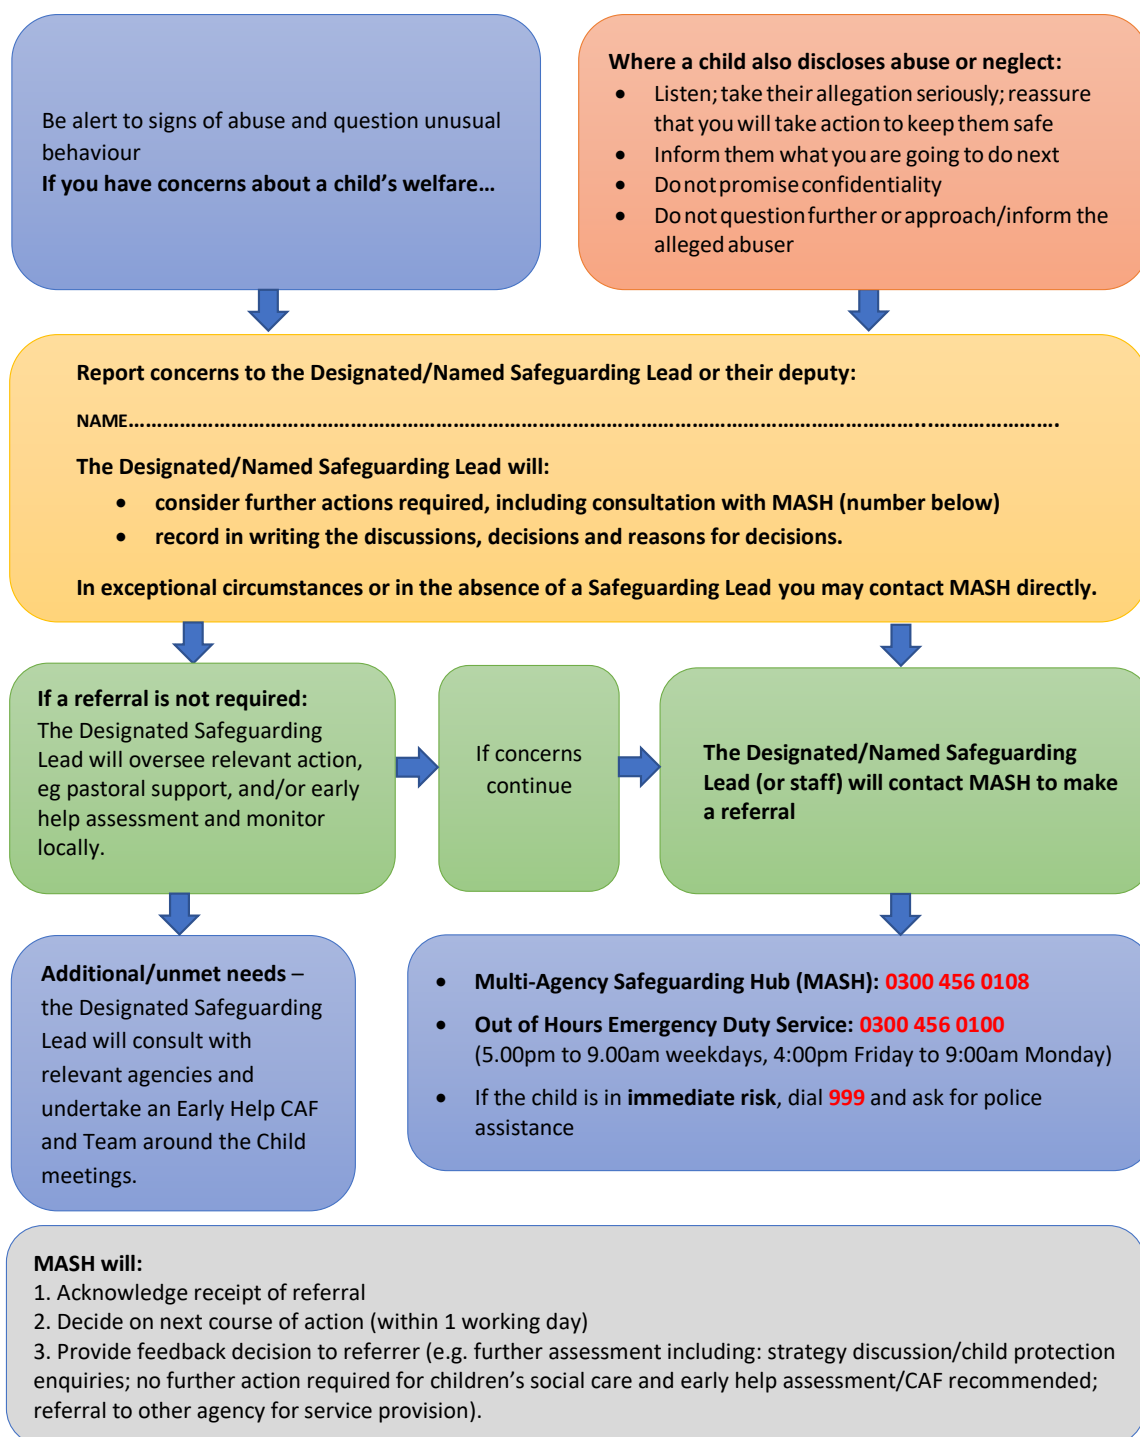 Be alert to signs of abuse and question unusual
behaviour
If you have concerns about a child’s welfare…
Where a child also discloses abuse or neglect:
• Listen; take their allegation seriously; reassure
that you will take action to keep them safe
• Inform them what you are going to do next
• Do not promise confidentiality
• Do not question further or approach/inform the
alleged abuser
Report concerns to the Designated/Named Safeguarding Lead or their deputy:
NAME……………………………………………………………………………………………………………………………..………………….
The Designated/Named Safeguarding Lead will:
• consider further actions required, including consultation with MASH (number below)
• record in writing the discussions, decisions and reasons for decisions.
In exceptional circumstances or in the absence of a Safeguarding Lead you may contact MASH directly.
If a referral is not required:
The Designated Safeguarding
Lead will oversee relevant action,
eg pastoral support, and/or early
help assessment and monitor
locally.
If concerns
continue
The Designated/Named Safeguarding
Lead (or staff) will contact MASH to make
a referral
Additional/unmet needs –
the Designated Safeguarding
Lead will consult with
relevant agencies and
undertake an Early Help CAF
and Team around the Child
meetings.
• Multi-Agency Safeguarding Hub (MASH): 0300 456 0108
• Out of Hours Emergency Duty Service: 0300 456 0100
(5.00pm to 9.00am weekdays, 4:00pm Friday to 9:00am Monday)
• If the child is in immediate risk, dial 999 and ask for police
assistance
MASH will:
1. Acknowledge receipt of referral
2. Decide on next course of action (within 1 working day)
3. Provide feedback decision to referrer (e.g. further assessment including: strategy discussion/child protection
enquiries; no further action required for children’s social care and early help assessment/CAF recommended;
referral to other agency for service provision).